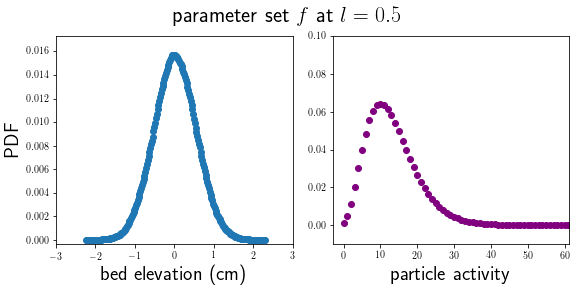 parameter set f at l = 0.5
PDF
0.016
0.014
0.012
0.010
0.008
0.006
0.004
0.002
0.000
−3 −2 −1 0 1 2 3
bed elevation (cm)
0.10
0.08
0.06
0.04
0.02
0.00
0 10 20 30 40 50 60
particle activity